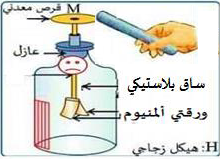 قرص معدني M
عازل
ساق بلاستيكي
ورقتي ألمنيوم
H: هيكل زجاجي